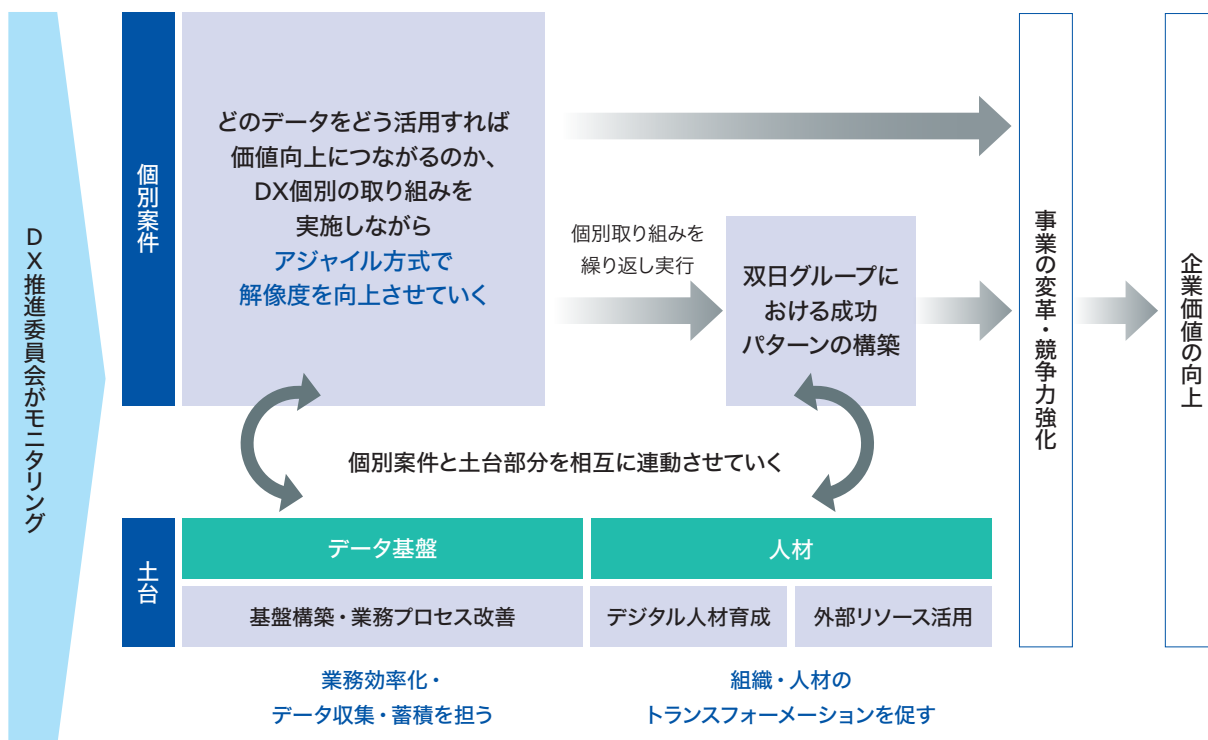 DX推進委員会がモニタリング
個別案件
どのデータをどう活用すれば
価値向上につながるのか、
DX個別の取り組みを
実施しながら
アジャイル方式で
解像度を向上させていく
個別取り組みを
繰り返し実行
双日グループに
おける成功
パターンの構築
事業の変革・競争力強化
企業価値の向上
個別案件と土台部分を相互に連動させていく
土台
データ基盤
人材
基盤構築・業務プロセス改善
デジタル人材育成
外部リソース活用
業務効率化・
データ収集・蓄積を担う
組織・人材の
トランスフォーメーションを促す